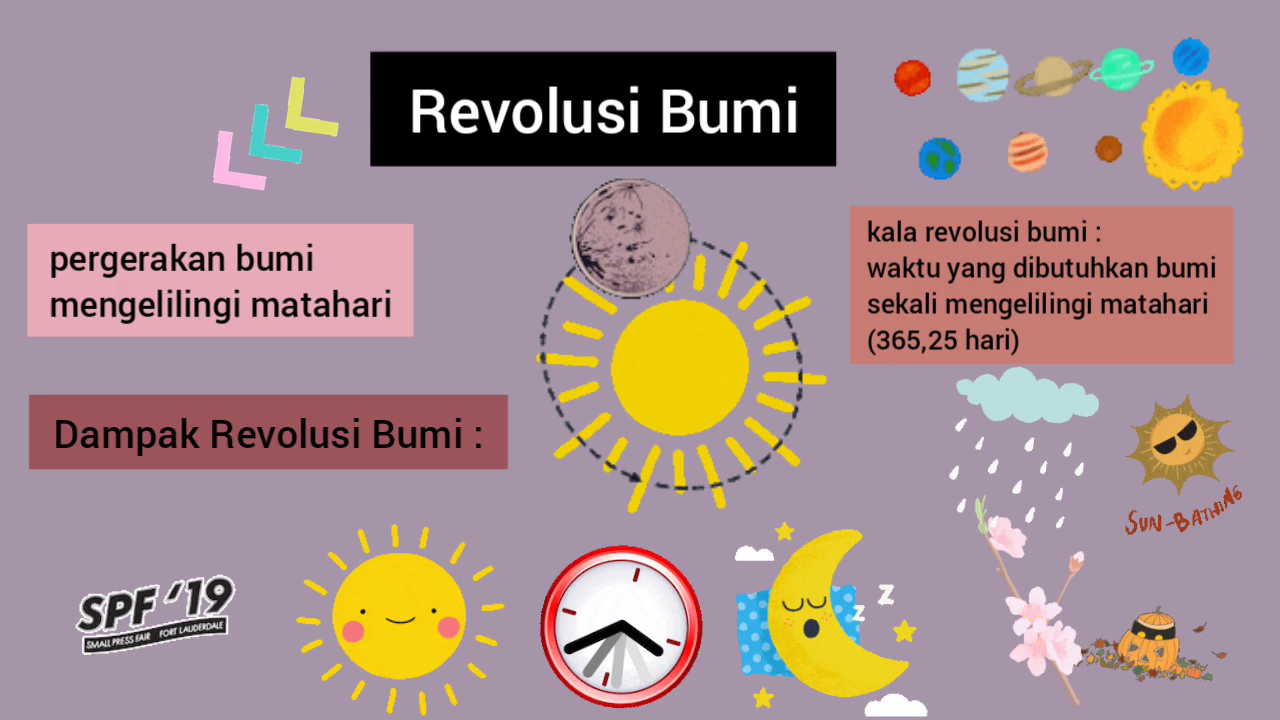 Revolusi Bumi
pergerakan bumi
mengelilingi matahari
kala revolusi bumi :
waktu yang dibutuhkan bumi
sekali mengelilingi matahari
(365,25 hari)
Dampak Revolusi Bumi :
SUN-BATHING
SPF '19
SMALL PRESS FAIR FORT LAUDERDALE
z z
z